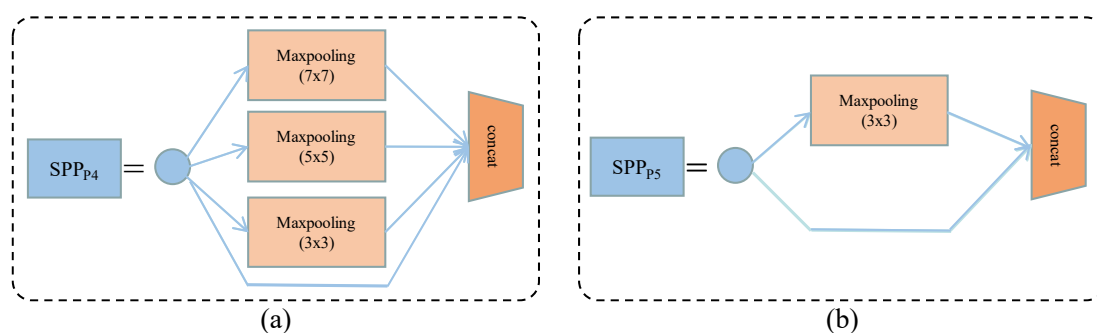 SPPP4
=
Maxpooling
(7x7)
Maxpooling
(5x5)
Maxpooling
(3x3)
concat
(a)
SPPP5
=
Maxpooling
(3x3)
concat
(b)